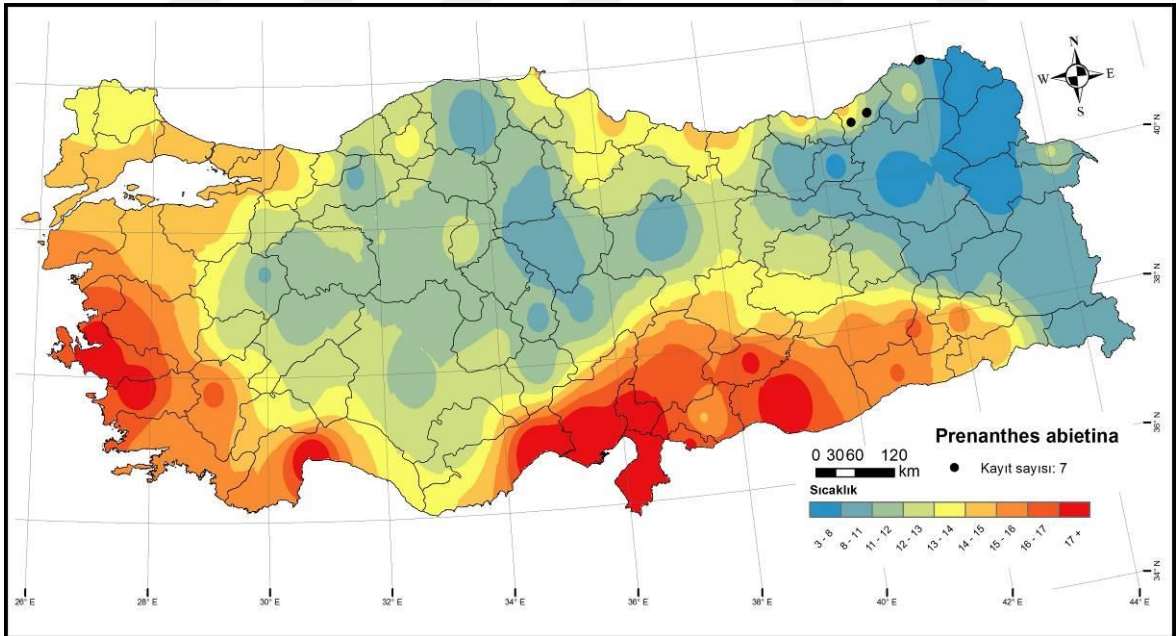 N
W E
S
40° N
38° N
36° N
34° N
Prenanthes abietina
Kayıt sayısı: 7
0 30 60 120
km
Sıcaklık
3 - 8
8 - 11
11 - 12
12 - 13
13 - 14
14 - 15
15 - 16
16 - 17
17 +
26° E 28° E 30° E 32° E 34° E 36° E 38° E 40° E 42° E 44° E